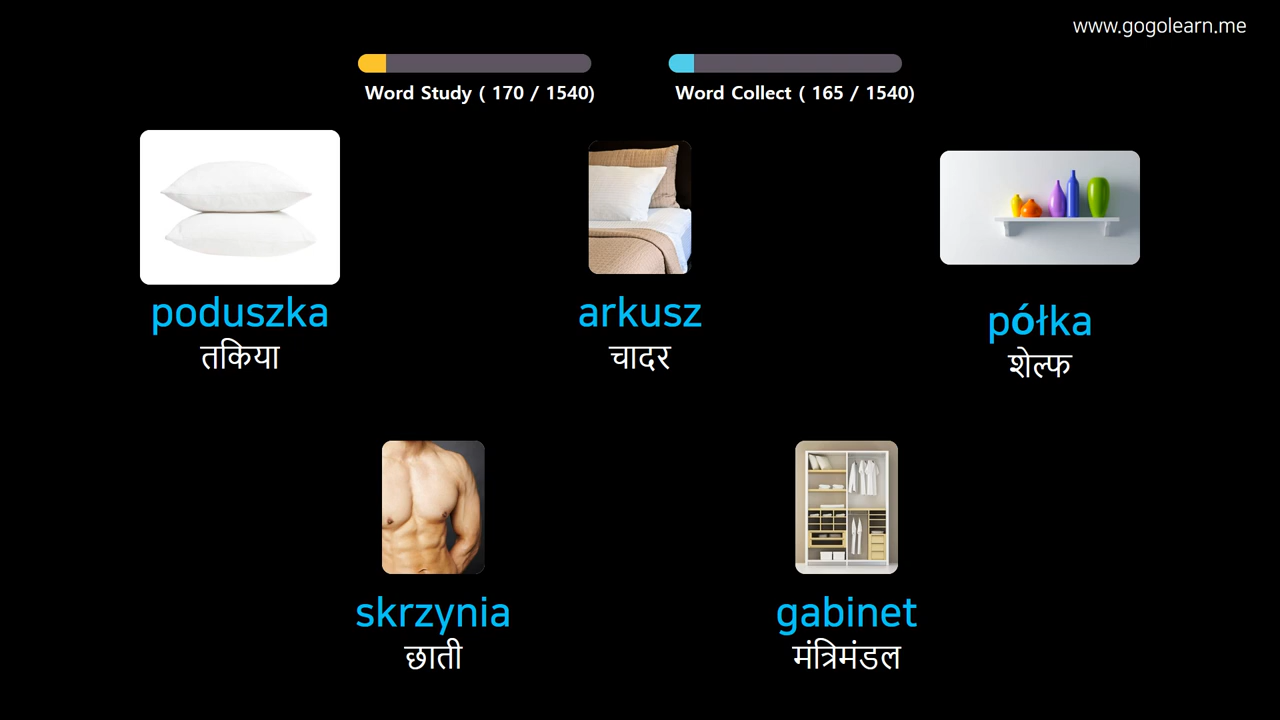 www.gogolearn.me
Word Study ( 170 / 1540)
Word Collect ( 165 / 1540)
poduszka
तकिया
arkusz
चादर
półka
शेल्फ
skrzynia
छाती
gabinet
मंत्रिमंडल